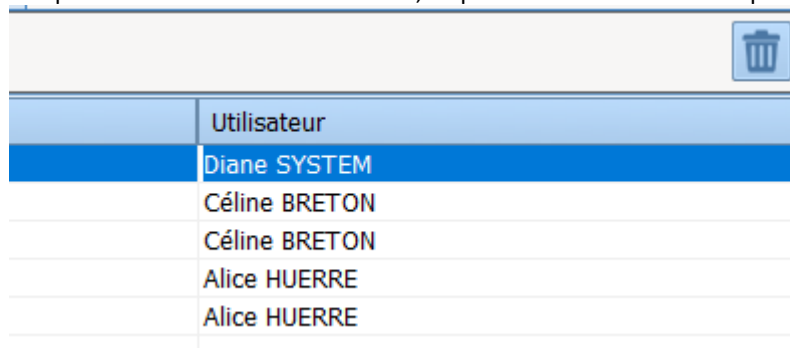 Utilisateur
Diane SYSTEM
Céline BRETON
Céline BRETON
Alice HUERRE
Alice HUERRE